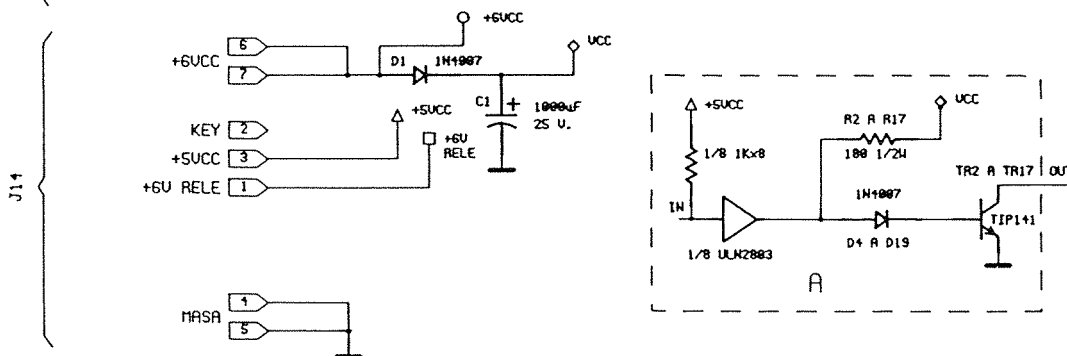 J14
+6VCC
6
7
+6VCC
D1
1N4007
VCC
C1
+
1000uF
25 V.
KEY
2
+5VCC
3
+5VCC
+6V RELE
1
+6V
RELE
MASA
4
5
+5VCC
1/8 1Kx8
IN
1/8 ULN2803
VCC
R2 A R17
100 1/2W
1N4007
D4 A D19
TR2 A TR17
OUT
TIP141
A